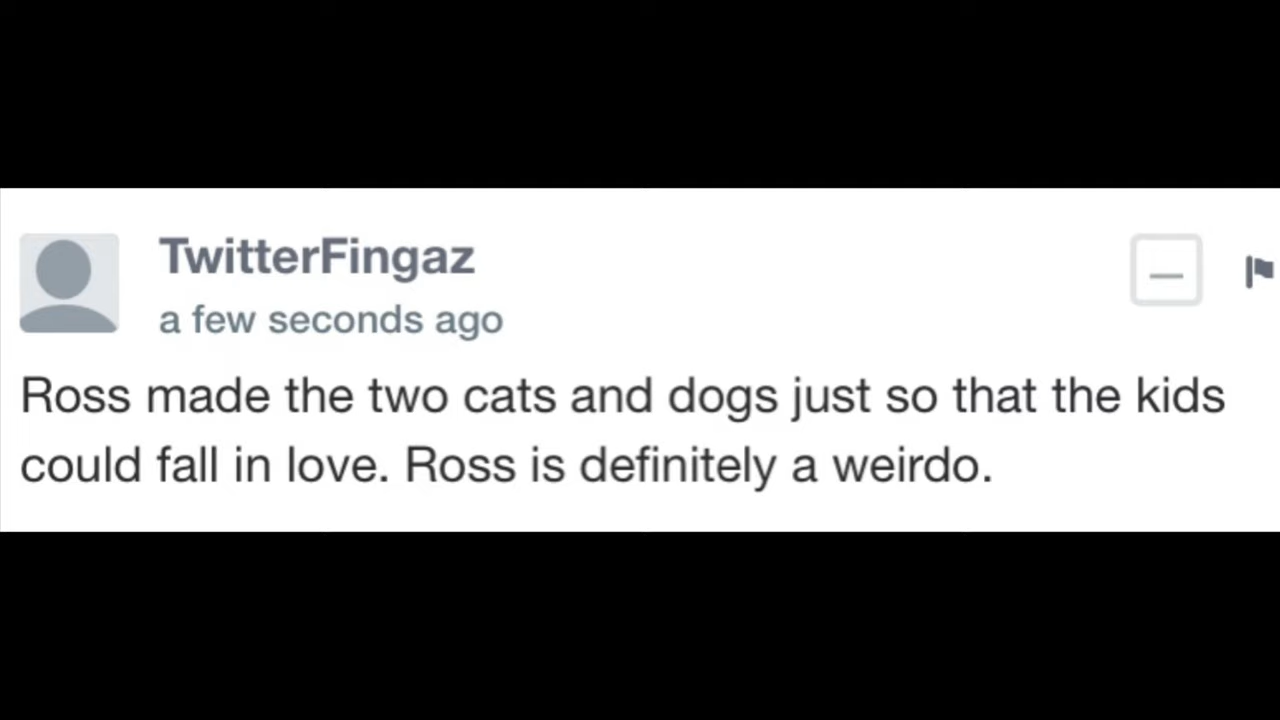 TwitterFingaz
a few seconds ago
Ross made the two cats and dogs just so that the kids
could fall in love. Ross is definitely a weirdo.